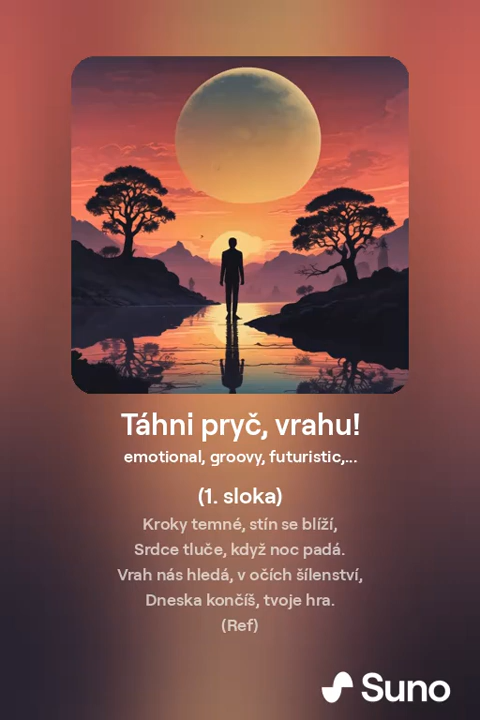 Táhni pryč, vrahu!
emotional, groovy, futuristic,...
(1. sloka)
Kroky temné, stín se blíží,
Srdce tluče, když noc padá.
Vrah nás hledá, v očích šílenství,
Dneska končíš, tvoje hra.
(Ref)
Suno